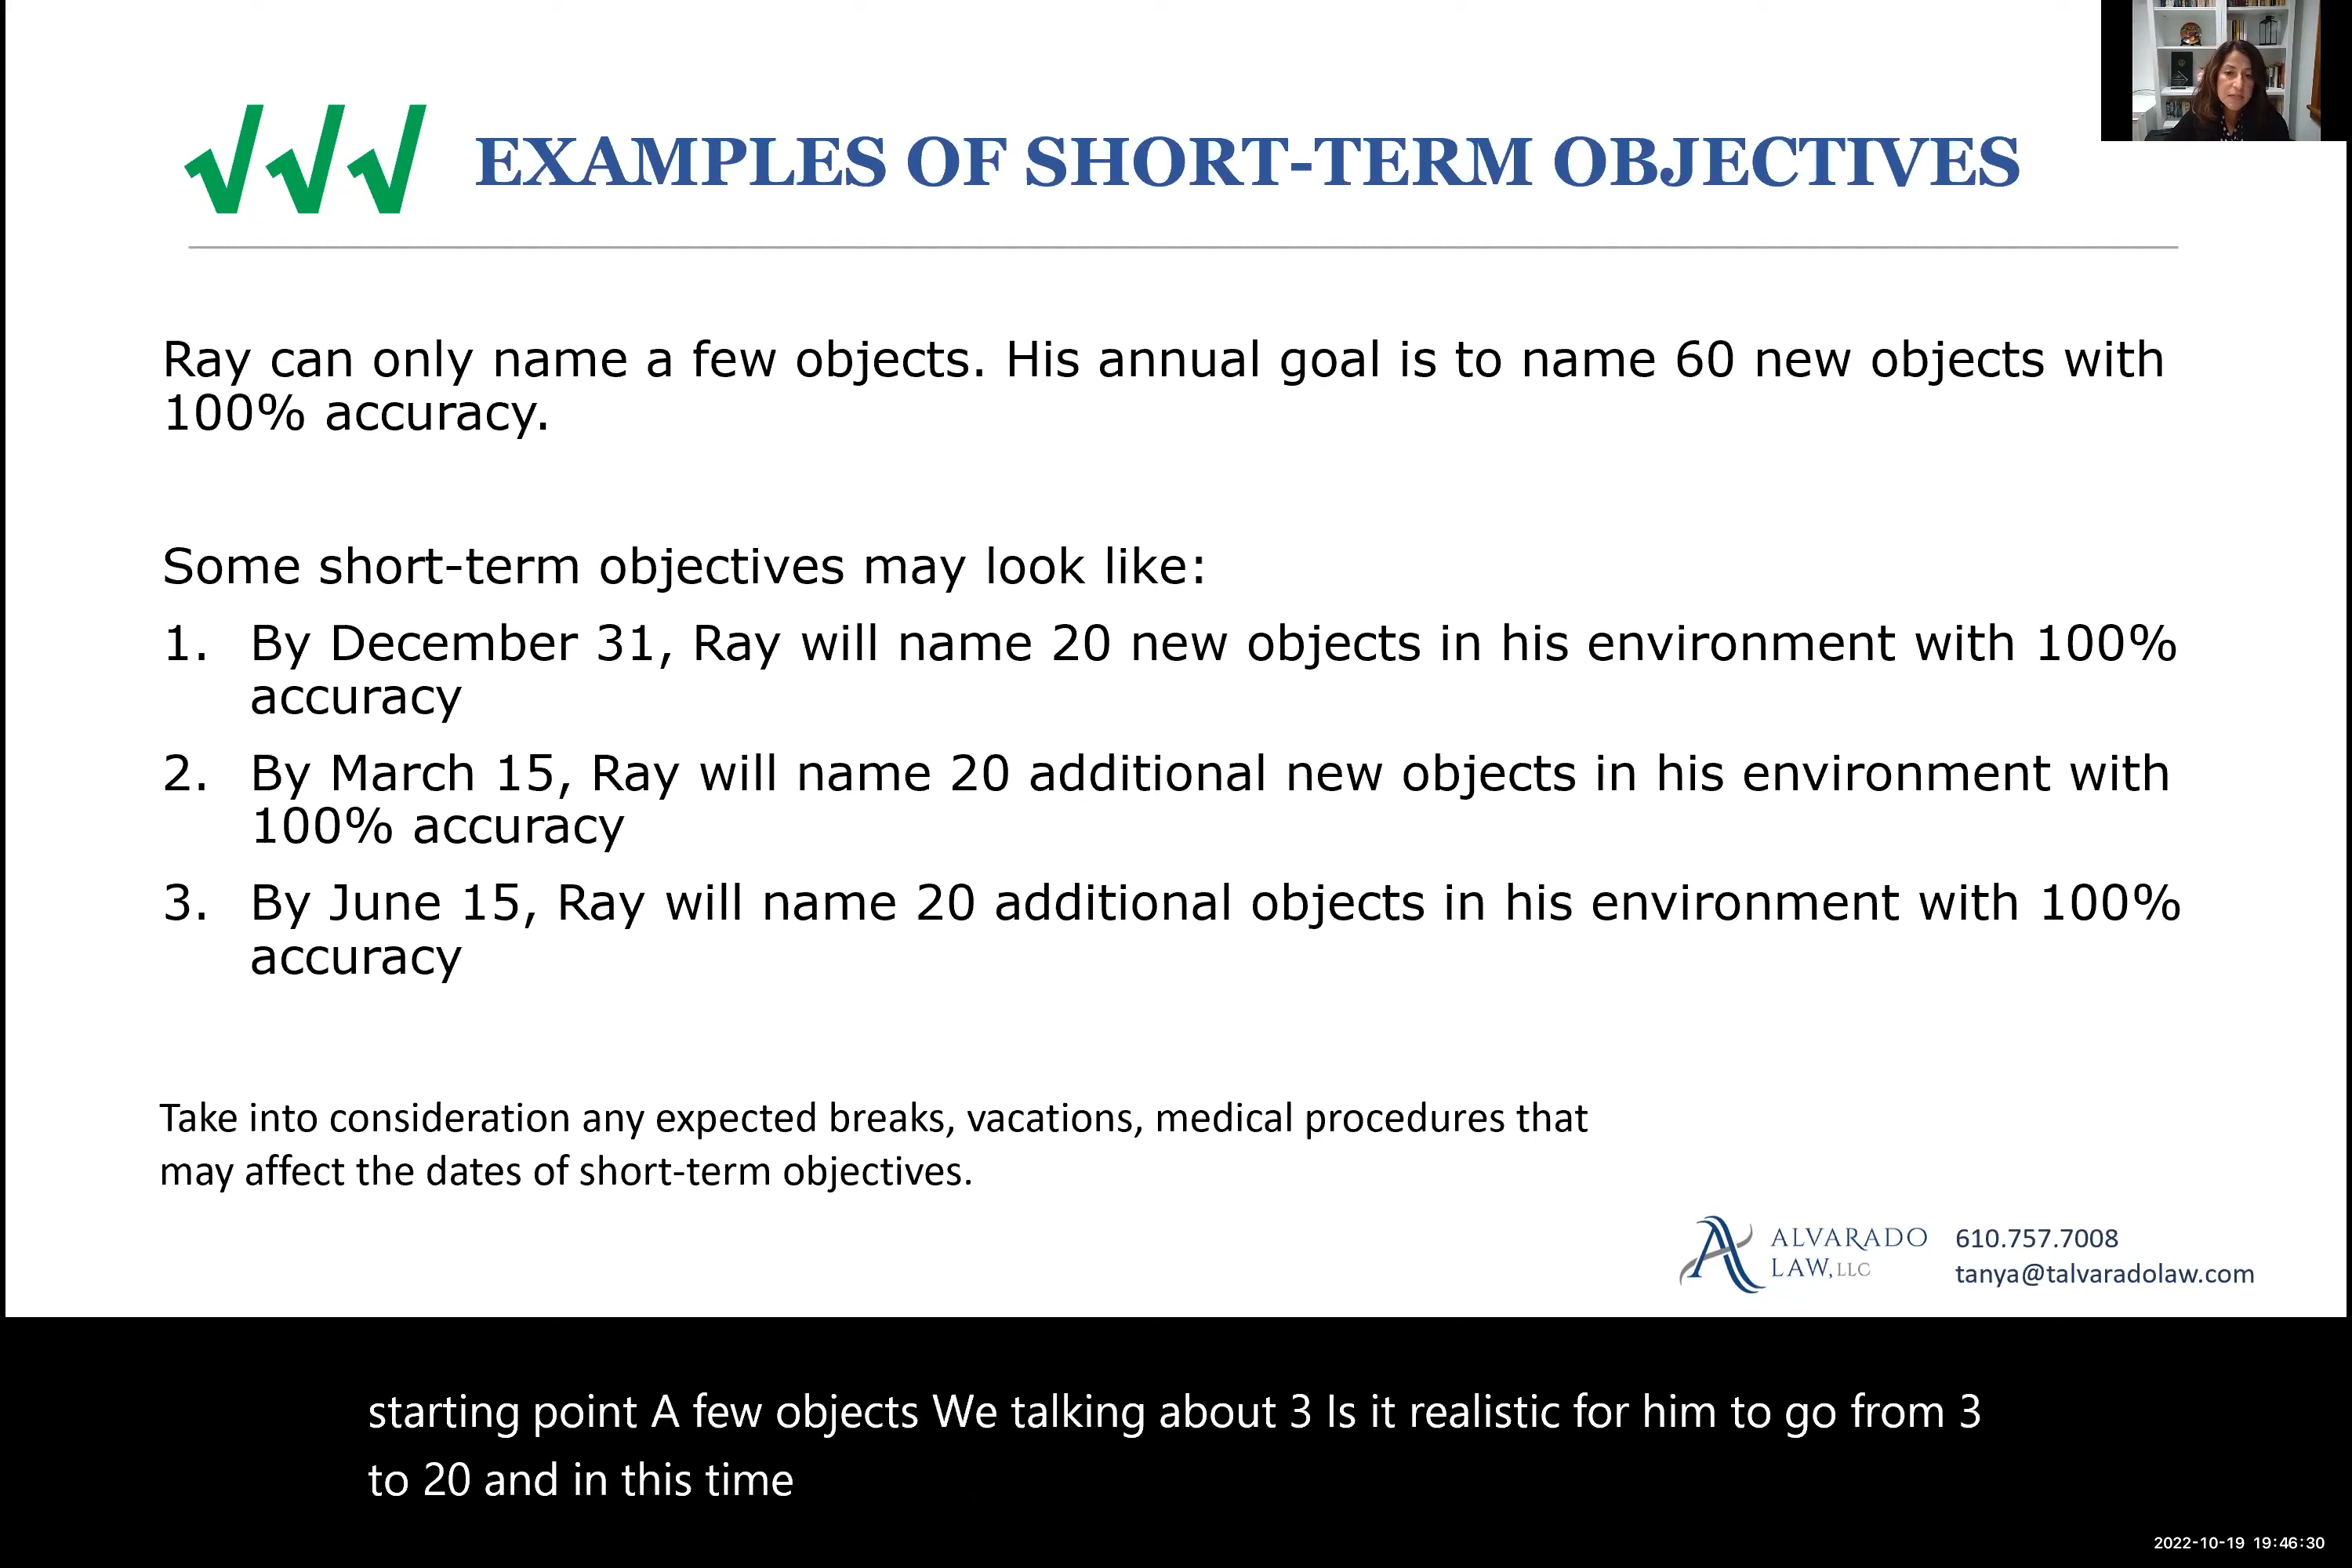 EXAMPLES OF SHORT-TERM OBJECTIVES
Ray can only name a few objects. His annual goal is to name 60 new objects with
100% accuracy.
Some short-term objectives may look like:
1. By December 31, Ray will name 20 new objects in his environment with 100%
accuracy
2. By March 15, Ray will name 20 additional new objects in his environment with
100% accuracy
3. By June 15, Ray will name 20 additional objects in his environment with 100%
accuracy
Take into consideration any expected breaks, vacations, medical procedures that
may affect the dates of short-term objectives.
ALVARADO
LAW, LLC
610.757.7008
tanya@talvaradolaw.com
starting point A few objects We talking about 3 Is it realistic for him to go from 3
to 20 and in this time
2022-10-19 19:46:30